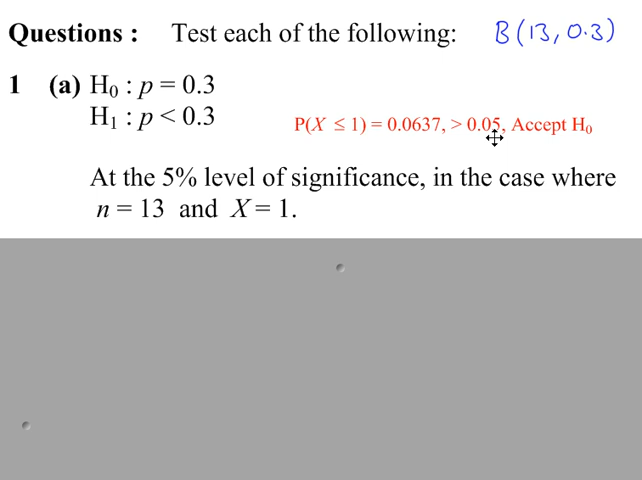 Questions : Test each of the following: B(13, 0.3)
1 (a) H₀ : p = 0.3
H₁ : p < 0.3
P(X ≤ 1) = 0.0637, > 0.05, Accept H₀
At the 5% level of significance, in the case where
n = 13 and X = 1.